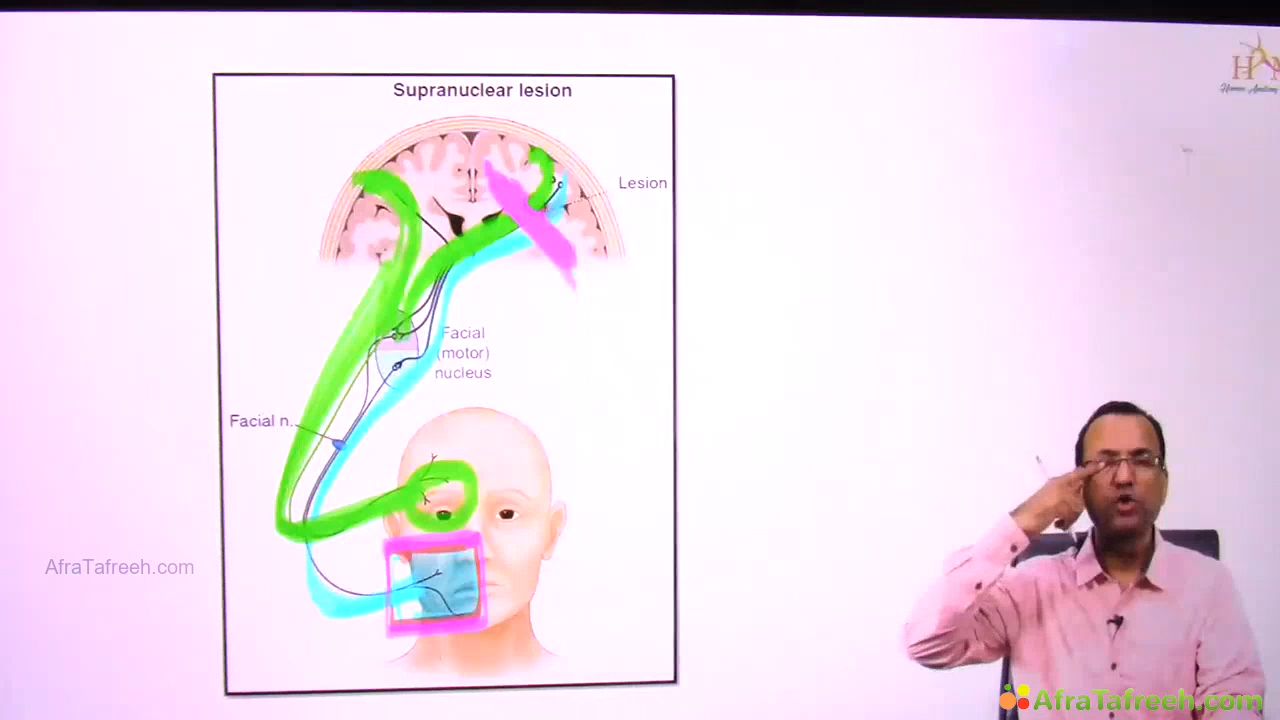 Supranuclear lesion
Lesion
Facial
(motor)
nucleus
Facial n.
AfraTafreeh.com
AfraTafreeh.com